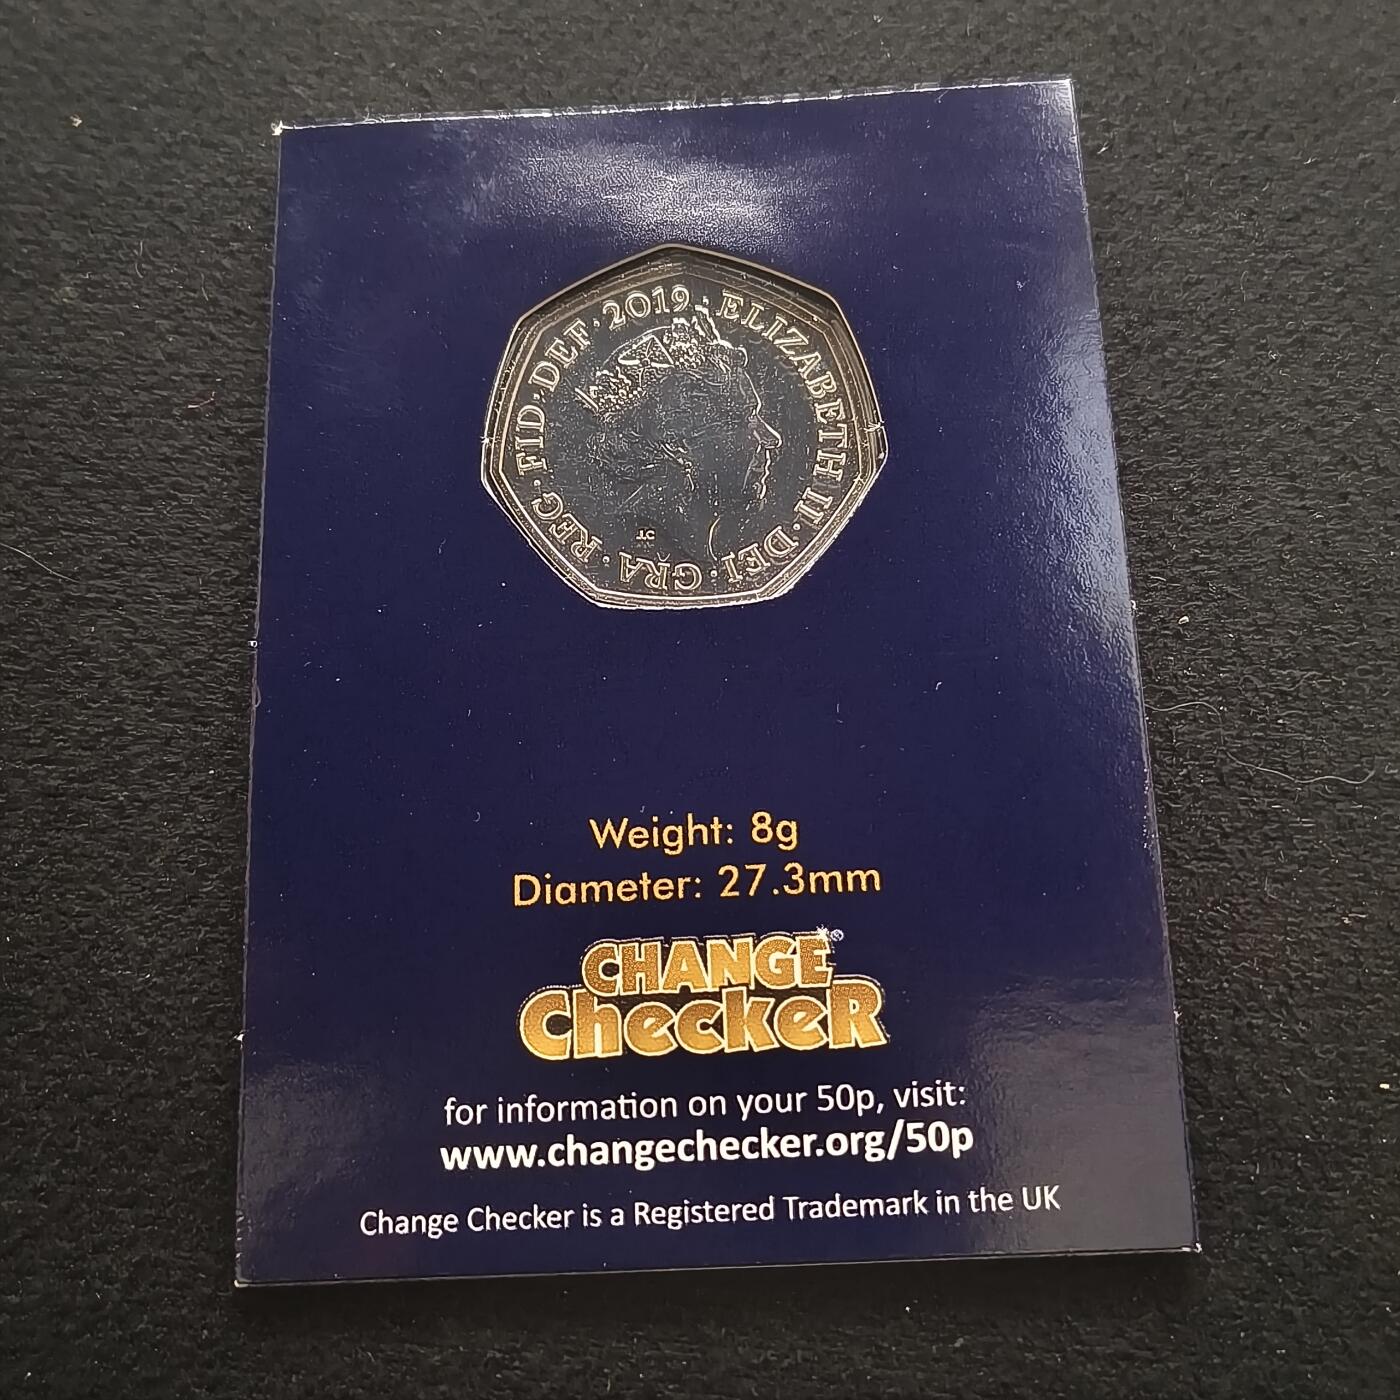 ELIZABETH II · DEI · GRA · REG · FID · DEF · 2019 ·
J.C
Weight: 8g
Diameter: 27.3mm
CHANGE
CheckeR
for information on your 50p, visit:
www.changechecker.org/50p
Change Checker is a Registered Trademark in the UK